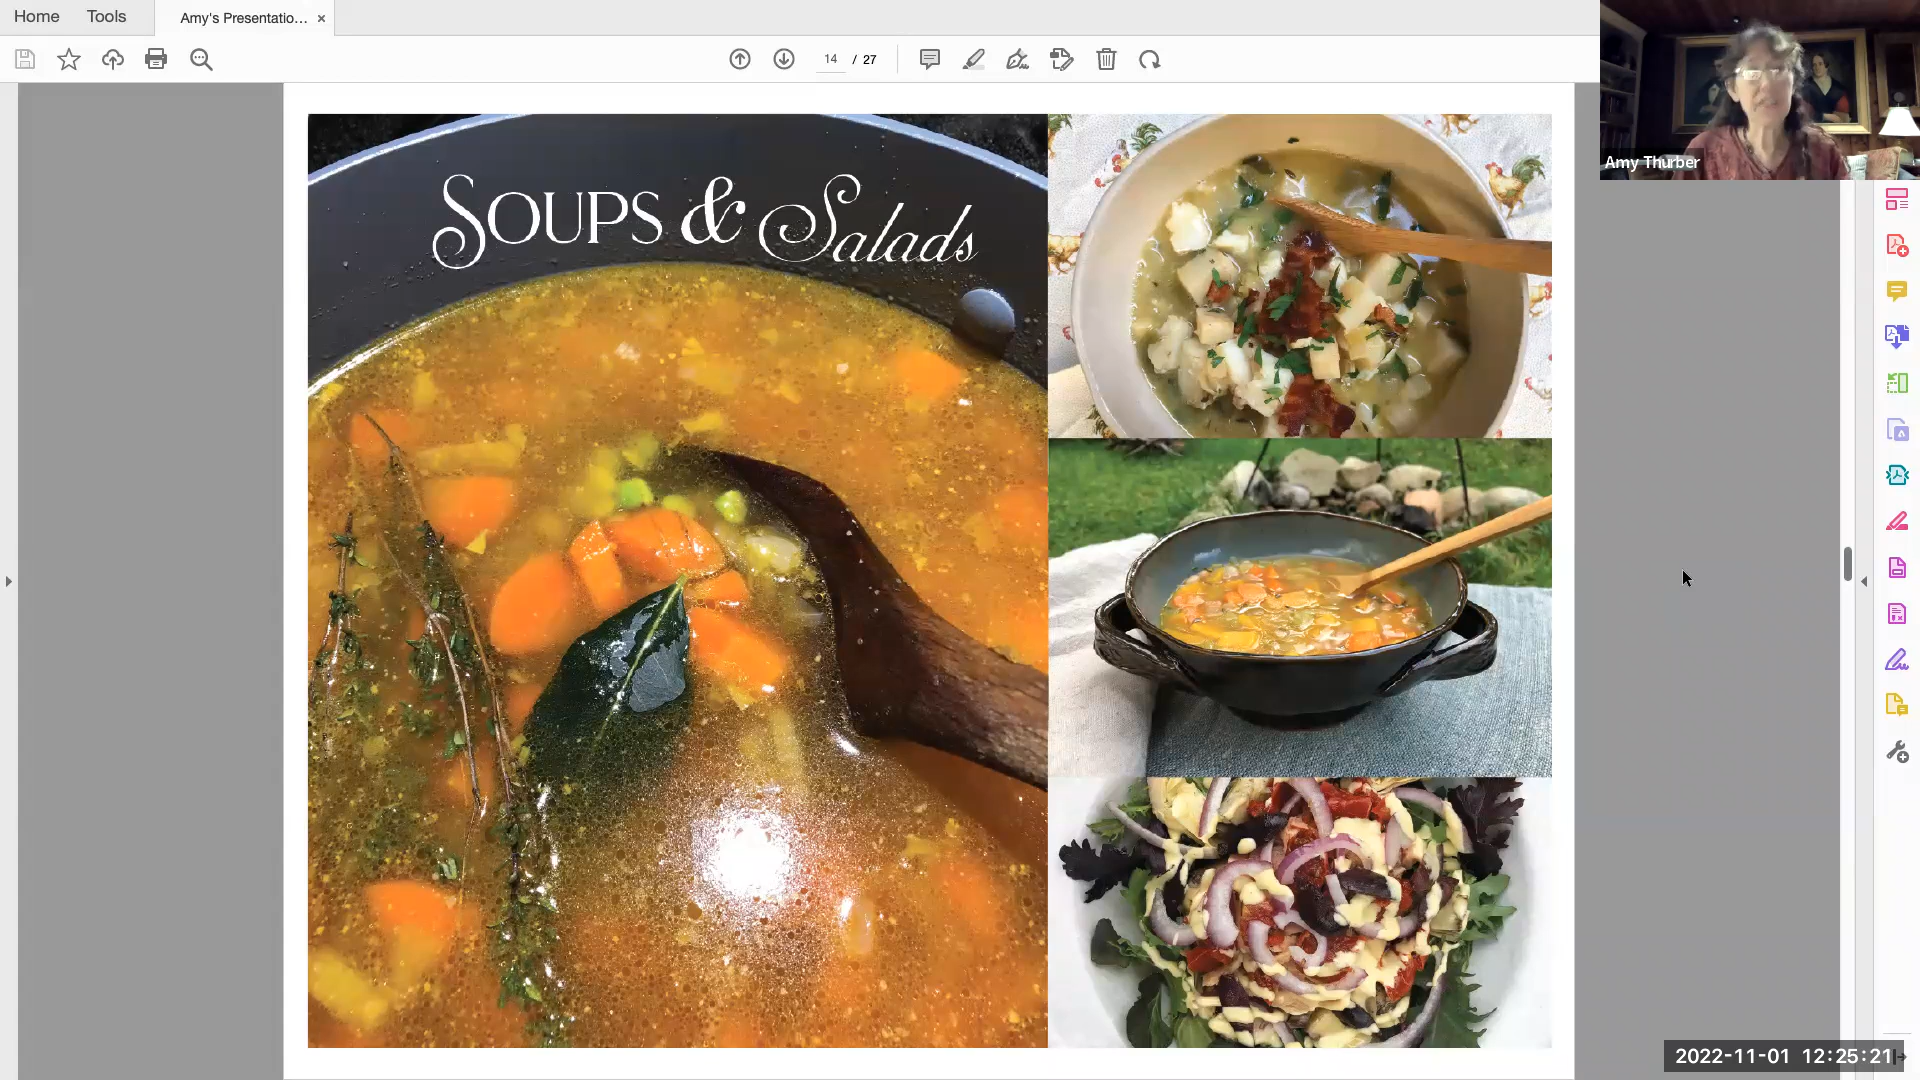 Home Tools Amy's Presentatio... ×
14 / 27
Amy Thurber
SOUPS & Salads
2022-11-01 12:25:21